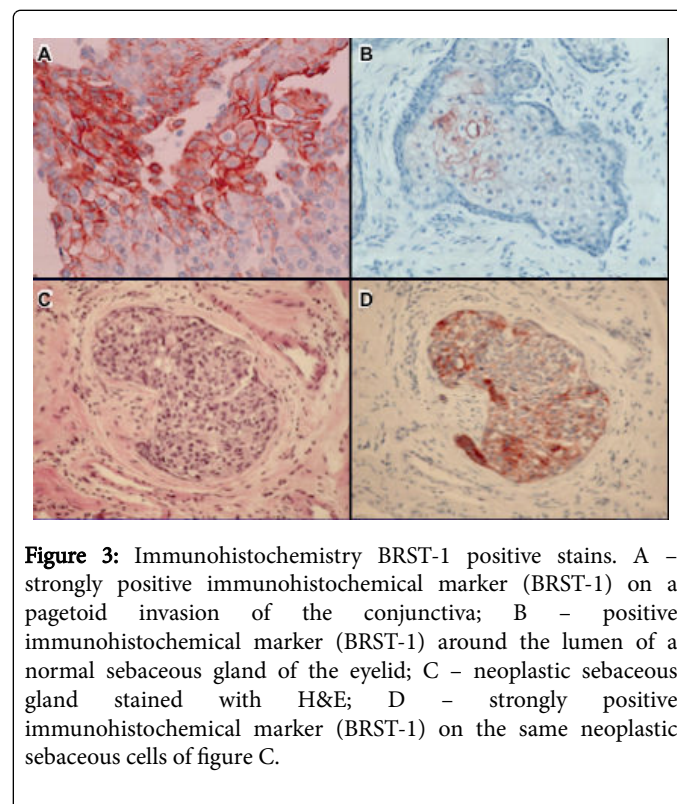 A
B
C
D
Figure 3: Immunohistochemistry BRST-1 positive stains. A –
strongly positive immunohistochemical marker (BRST-1) on a
pagetoid invasion of the conjunctiva; B – positive
immunohistochemical marker (BRST-1) around the lumen of a
normal sebaceous gland of the eyelid; C – neoplastic sebaceous
gland stained with H&E; D – strongly positive
immunohistochemical marker (BRST-1) on the same neoplastic
sebaceous cells of figure C.